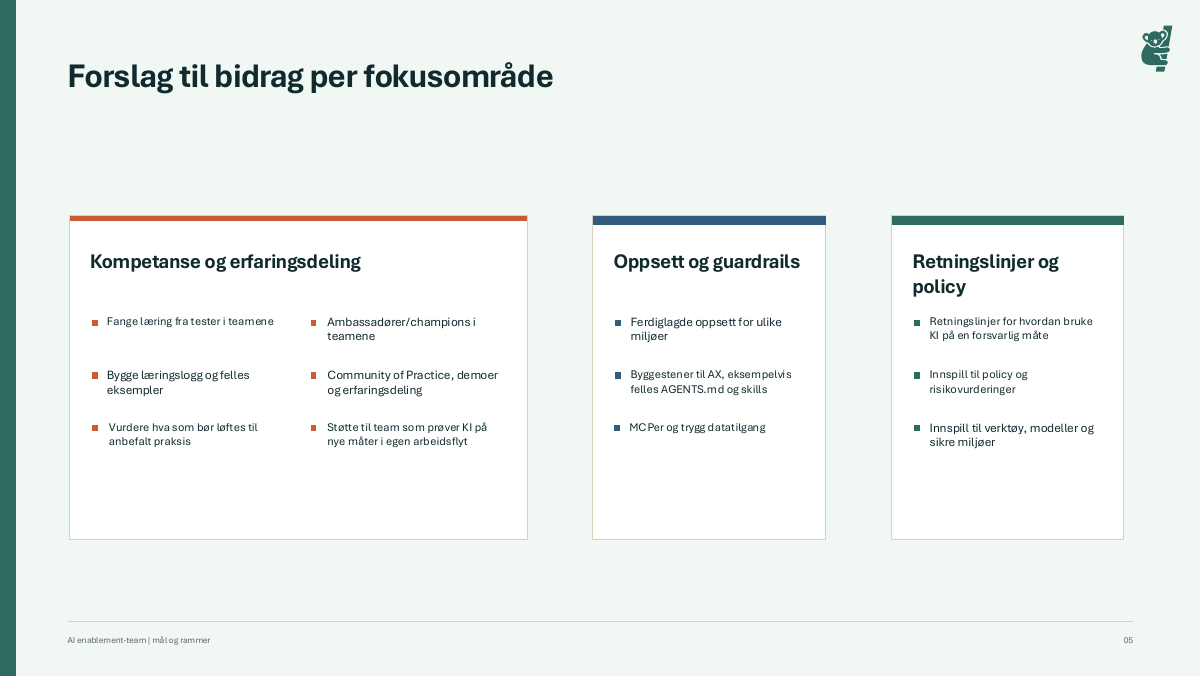 Forslag til bidrag per fokusområde
Kompetanse og erfaringsdeling
Fange læring fra tester i teamene
Bygge læringslogg og felles
eksempler
Vurdere hva som bør løftes til
anbefalt praksis
Ambassadører/champions i
teamene
Community of Practice, demoer
og erfaringsdeling
Støtte til team som prøver KI på
nye måter i egen arbeidsflyt
Oppsett og guardrails
Ferdiglagde oppsett for ulike
miljøer
Byggestener til AX, eksempelvis
felles AGENTS.md og skills
MCPer og trygg datatilgang
Retningslinjer og
policy
Retningslinjer for hvordan bruke
KI på en forsvarlig måte
Innspill til policy og
risikovurderinger
Innspill til verktøy, modeller og
sikre miljøer
AI enablement-team | mål og rammer
05